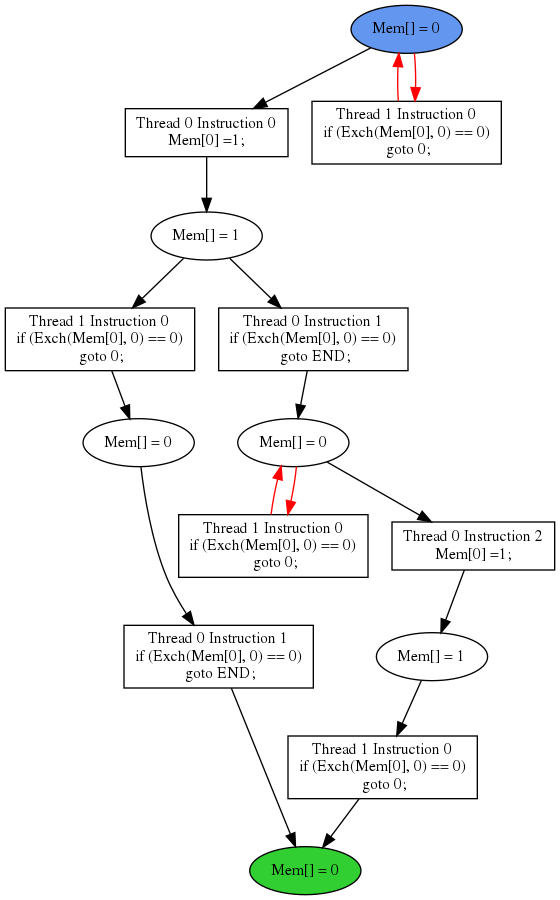 Mem[] = 0
Thread 1 Instruction 0
if (Exch(Mem[0], 0) == 0)
goto 0;
Thread 0 Instruction 0
Mem[0] =1;
Mem[] = 1
Thread 1 Instruction 0
if (Exch(Mem[0], 0) == 0)
goto 0;
Thread 0 Instruction 1
if (Exch(Mem[0], 0) == 0)
goto END;
Mem[] = 0
Mem[] = 0
Thread 1 Instruction 0
if (Exch(Mem[0], 0) == 0)
goto 0;
Thread 0 Instruction 2
Mem[0] =1;
Thread 0 Instruction 1
if (Exch(Mem[0], 0) == 0)
goto END;
Mem[] = 1
Thread 1 Instruction 0
if (Exch(Mem[0], 0) == 0)
goto 0;
Mem[] = 0